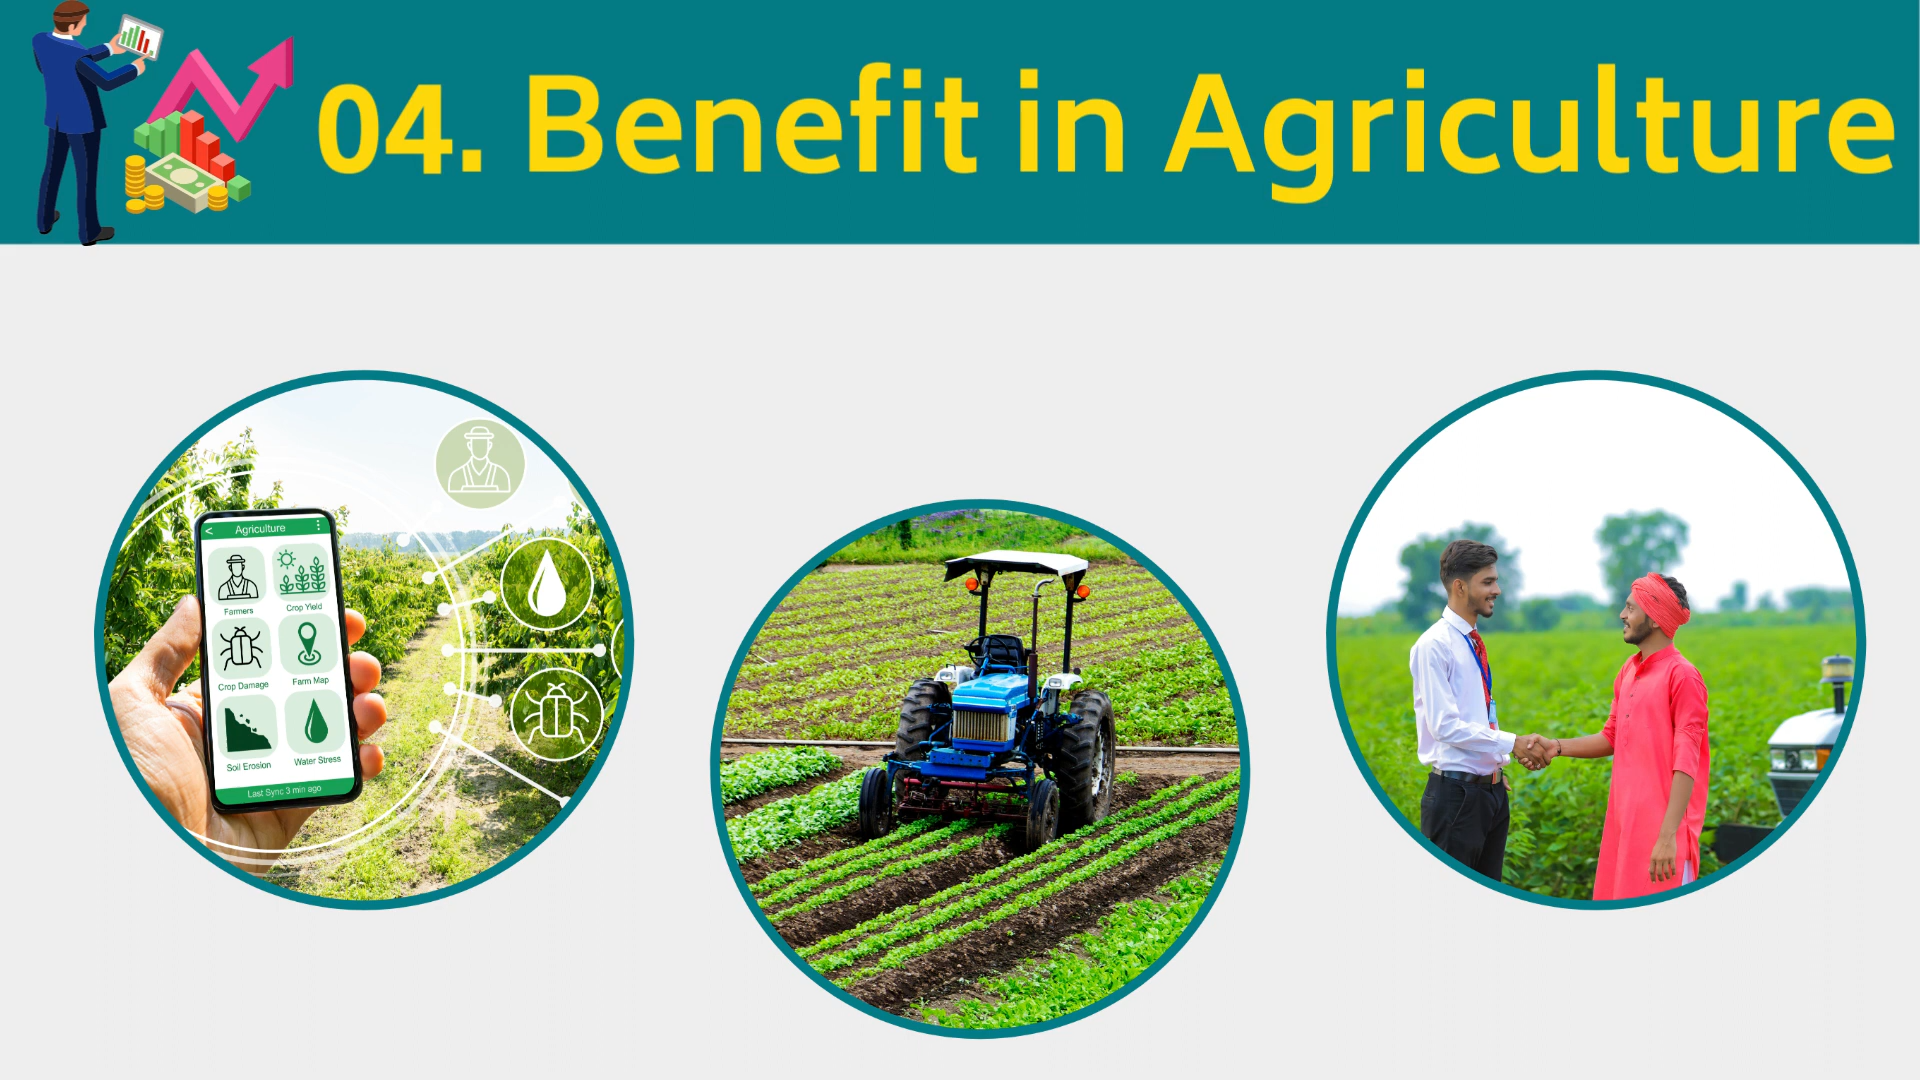 04. Benefit in Agriculture
Agriculture
Farmers
Crop Yield
Crop Damage
Farm Map
Soil Erosion
Water Stress
Last Sync 3 min ago